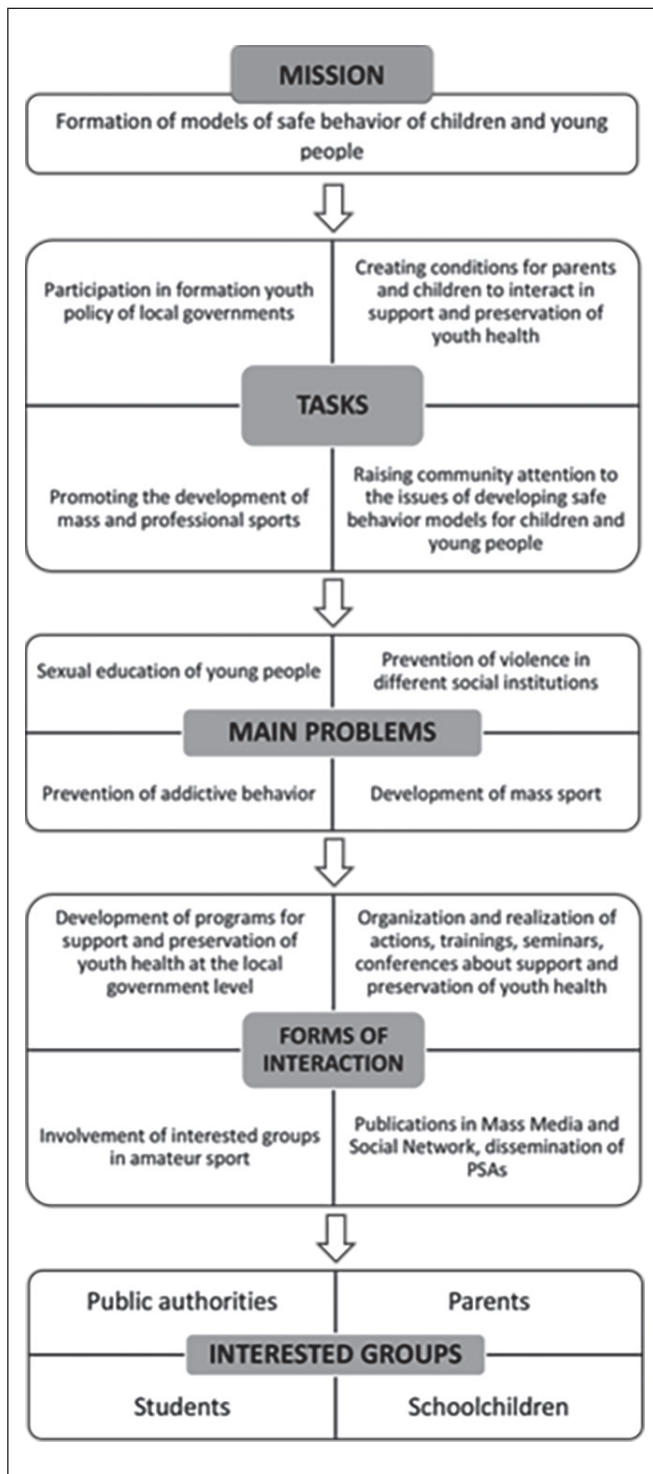 MISSION
Formation of models of safe behavior of children and young
people
Participation in formation youth
policy of local governments
Creating conditions for parents
and children to interact in
support and preservation of
youth health
TASKS
Promoting the development of
mass and professional sports
Raising community attention to
the issues of developing safe
behavior models for children and
young people
Sexual education of young people
Prevention of violence in
different social institutions
MAIN PROBLEMS
Prevention of addictive behavior
Development of mass sport
Development of programs for
support and preservation of
youth health at the local
government level
Organization and realization of
actions, trainings, seminars,
conferences about support and
preservation of youth health
FORMS OF
INTERACTION
Involvement of interested groups
in amateur sport
Publications in Mass Media and
Social Network, dissemination of
PSAs
Public authorities
Parents
INTERESTED GROUPS
Students
Schoolchildren